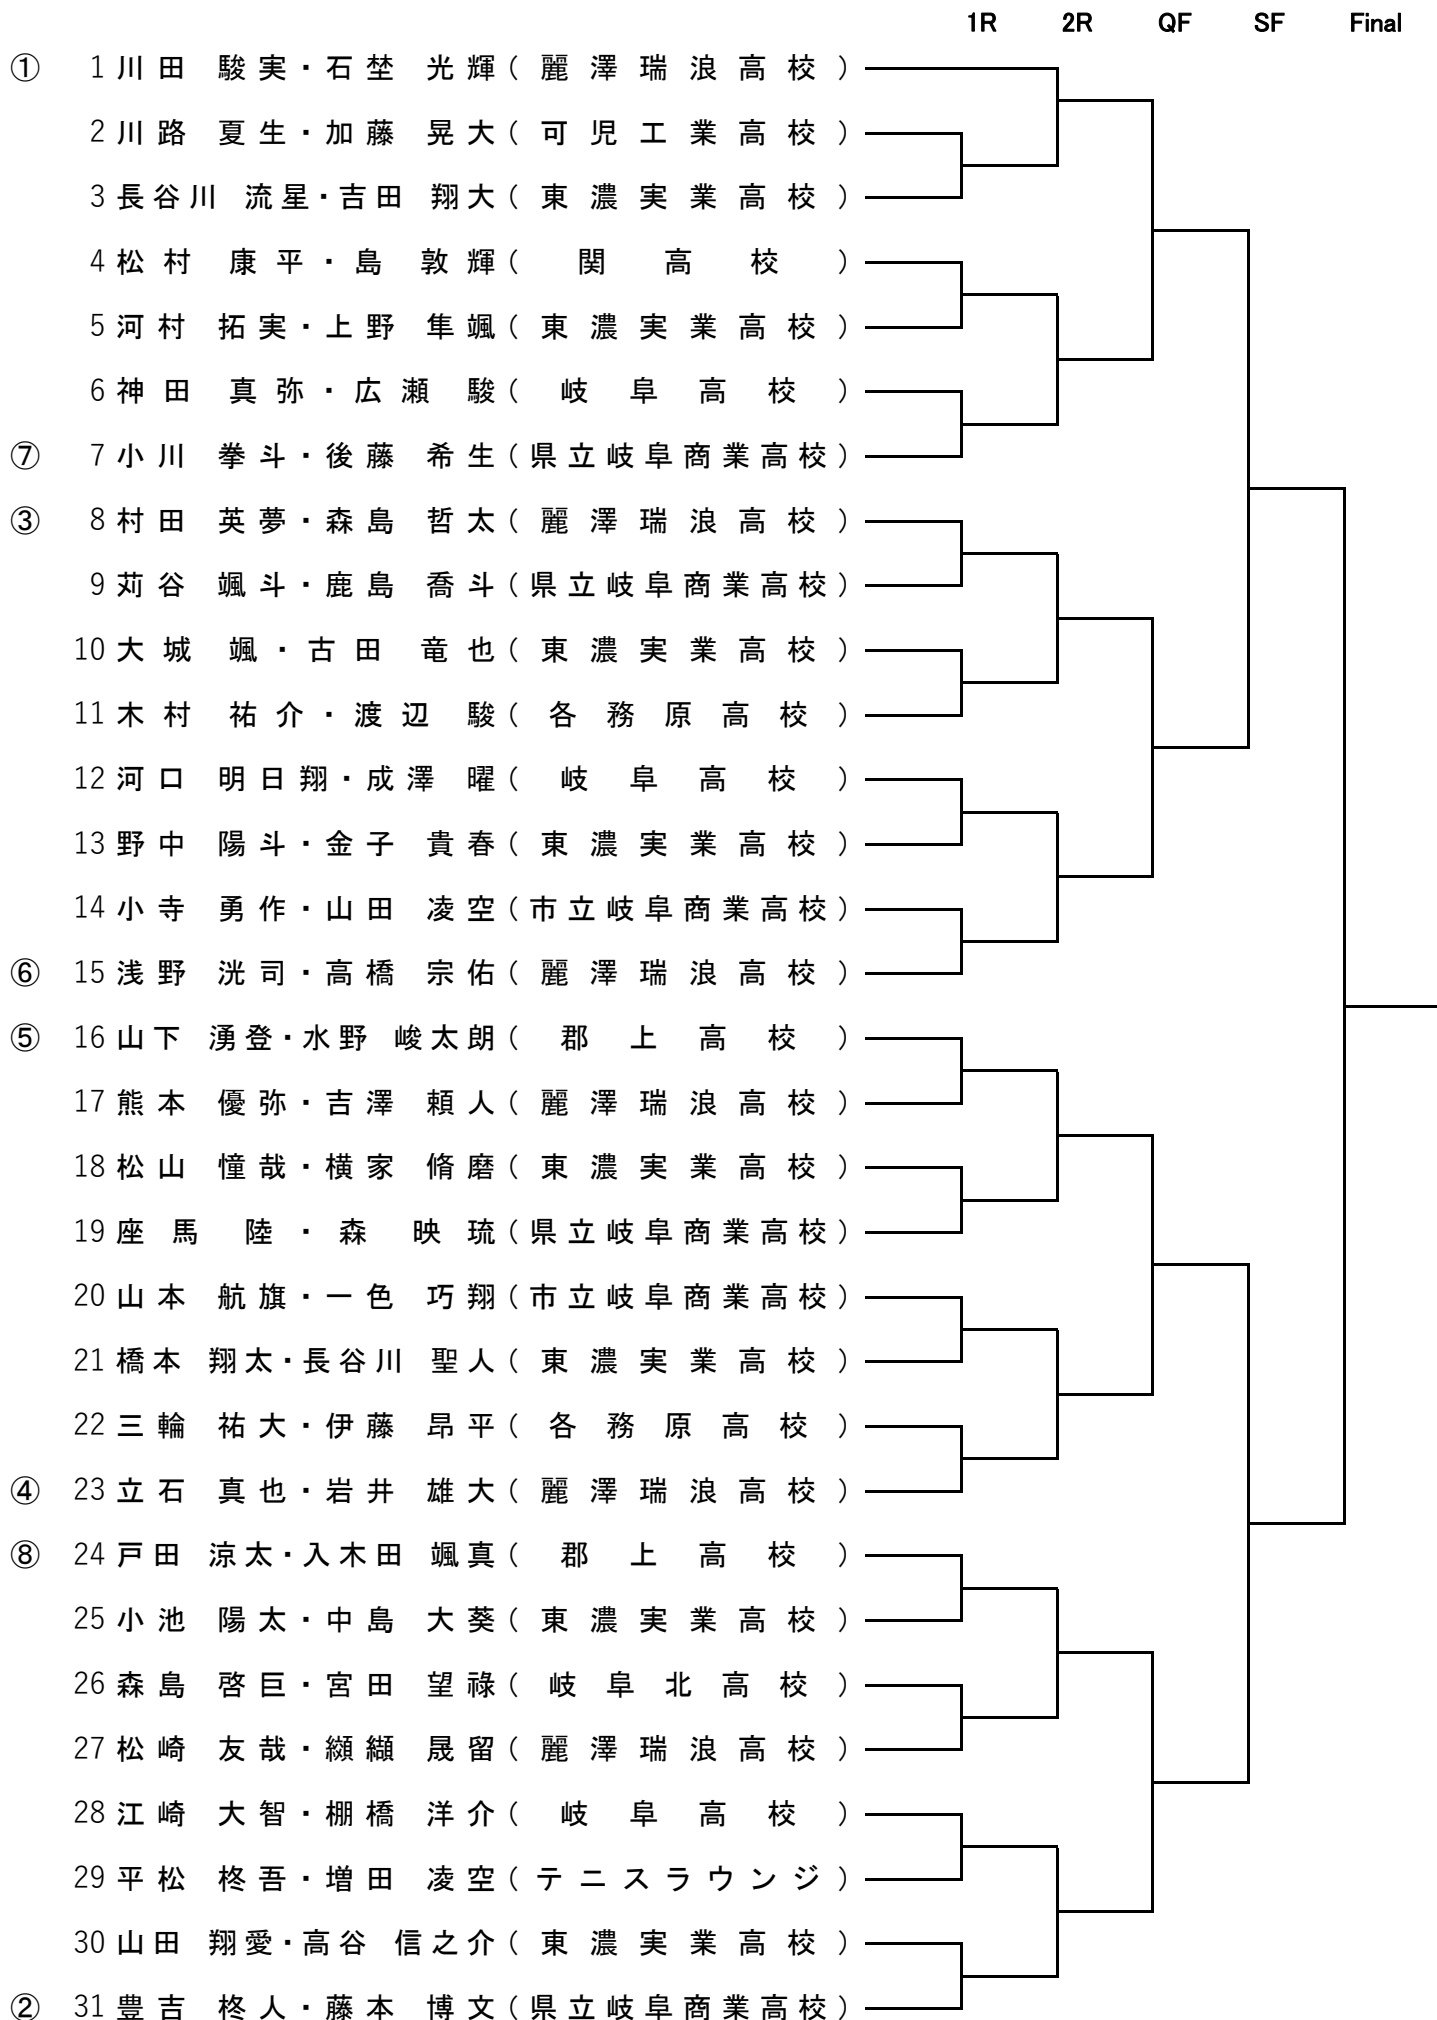 1R 2R QF SF Final
① 1 川田 駿実・石埜 光輝(麗澤瑞浪高校)
2 川路 夏生・加藤 晃大(可児工業高校)
3 長谷川 流星・吉田 翔大(東濃実業高校)
4 松村 康平・島 敦輝(関高校)
5 河村 拓実・上野 隼颯(東濃実業高校)
6 神田 真弥・広瀬 駿(岐阜高校)
⑦ 7 小川 拳斗・後藤 希生(県立岐阜商業高校)
③ 8 村田 英夢・森島 哲太(麗澤瑞浪高校)
9 苅谷 颯斗・鹿島 喬斗(県立岐阜商業高校)
10 大城 颯・古田 竜也(東濃実業高校)
11 木村 祐介・渡辺 駿(各務原高校)
12 河口 明日翔・成澤 曜(岐阜高校)
13 野中 陽斗・金子 貴春(東濃実業高校)
14 小寺 勇作・山田 凌空(市立岐阜商業高校)
⑥ 15 浅野 洸司・高橋 宗佑(麗澤瑞浪高校)
⑤ 16 山下 湧登・水野 峻太朗(郡上高校)
17 熊本 優弥・吉澤 頼人(麗澤瑞浪高校)
18 松山 憧哉・横家 脩磨(東濃実業高校)
19 座馬 陸・森 映琉(県立岐阜商業高校)
20 山本 航旗・一色 巧翔(市立岐阜商業高校)
21 橋本 翔太・長谷川 聖人(東濃実業高校)
22 三輪 祐大・伊藤 昂平(各務原高校)
④ 23 立石 真也・岩井 雄大(麗澤瑞浪高校)
⑧ 24 戸田 涼太・入木田 颯真(郡上高校)
25 小池 陽太・中島 大葵(東濃実業高校)
26 森島 啓巨・宮田 望祿(岐阜北高校)
27 松崎 友哉・纐纈 晟留(麗澤瑞浪高校)
28 江崎 大智・棚橋 洋介(岐阜高校)
29 平松 柊吾・増田 凌空(テニスラウンジ)
30 山田 翔愛・高谷 信之介(東濃実業高校)
② 31 豊吉 柊人・藤本 博文(県立岐阜商業高校)